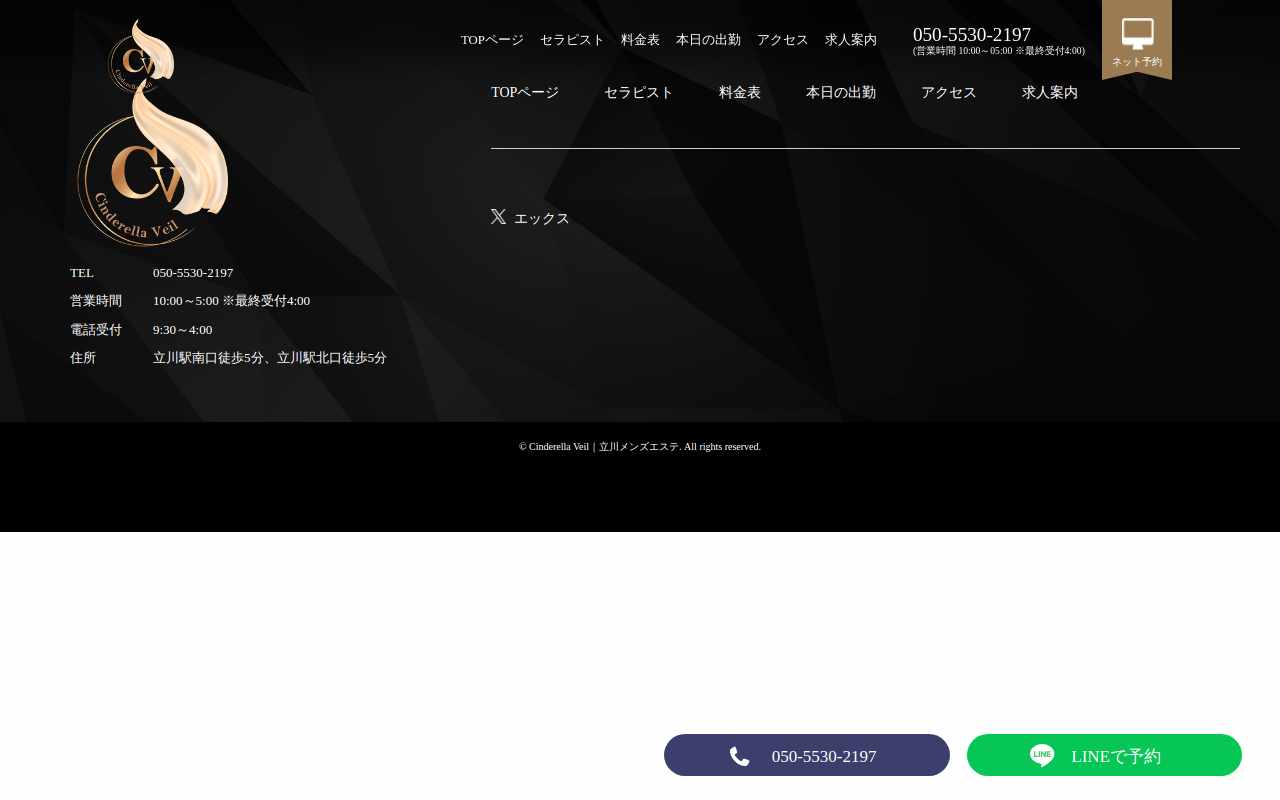 TOPページ セラピスト 料金表 本日の出勤 アクセス 求人案内
050-5530-2197
(営業時間 10:00～05:00 ※最終受付4:00)
ネット予約
CV
Cinderella Veil
TOPページ セラピスト 料金表 本日の出勤 アクセス 求人案内
CV
Cinderella Veil
エックス
TEL 050-5530-2197
営業時間 10:00～5:00 ※最終受付4:00
電話受付 9:30～4:00
住所 立川駅南口徒歩5分、立川駅北口徒歩5分
© Cinderella Veil｜立川メンズエステ. All rights reserved.
050-5530-2197
LINE LINEで予約